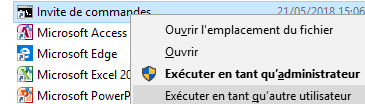 Invite de commandes
21/05/2018 15:06
Microsoft Access
Ouvrir l'emplacement du fichier
Microsoft Edge
Ouvrir
Microsoft Excel 20
Exécuter en tant qu'administrateur
Microsoft PowerP
Exécuter en tant qu'autre utilisateur